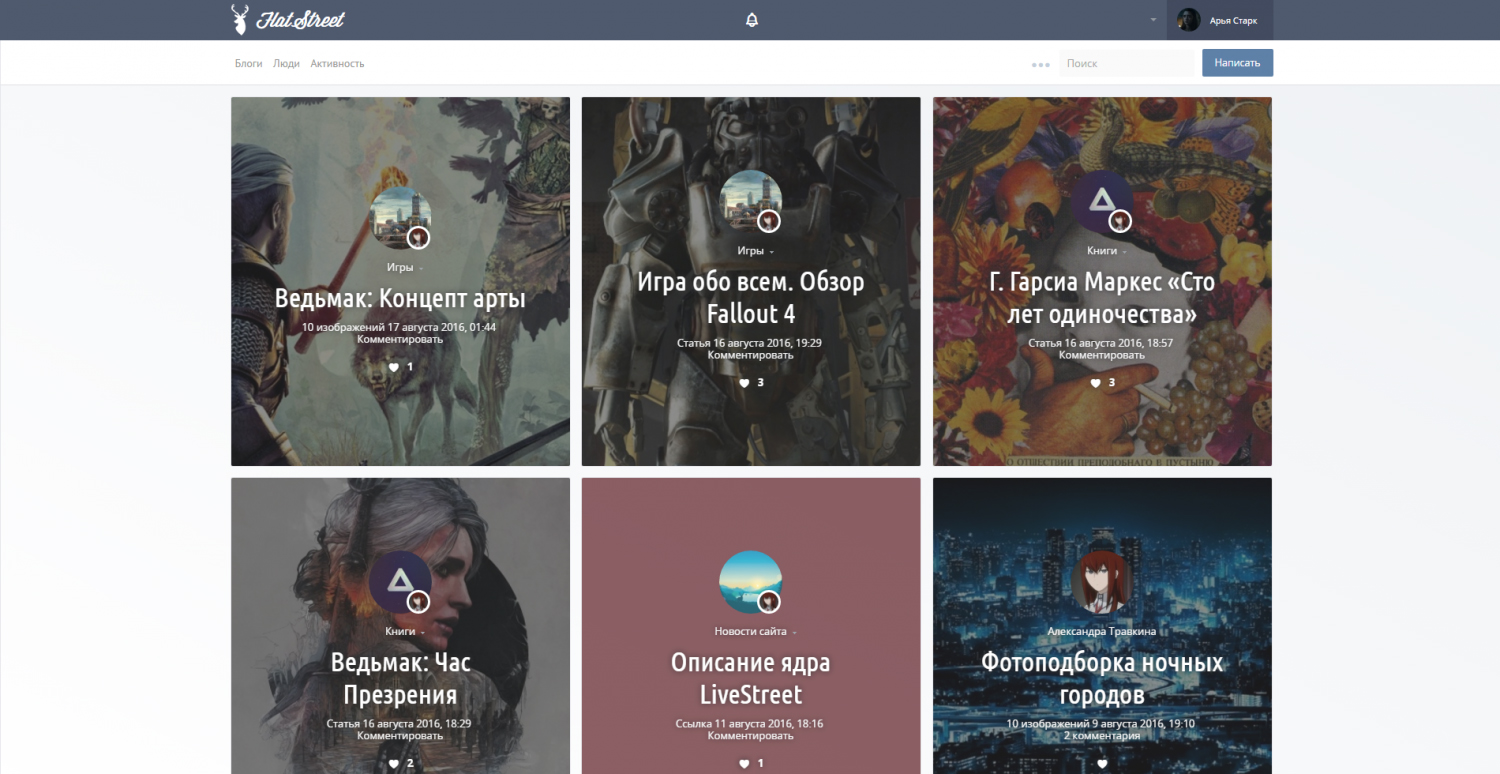 FlatStreet
Арья Старк
Блоги Люди Активность
Поиск
Написать
Игры
Ведьмак: Концепт арты
10 изображений 17 августа 2016, 01:44
Комментировать
1
Игры
Игра обо всем. Обзор
Fallout 4
Статья 16 августа 2016, 19:29
Комментировать
3
Книги
Г. Гарсиа Маркес «Сто
лет одиночества»
Статья 16 августа 2016, 18:57
Комментировать
3
О ОТШЕСТВИИ ПРЕПОДОБНАГО В ПУСТЫНЮ
Книги
Ведьмак: Час
Презрения
Статья 16 августа 2016, 18:29
Комментировать
2
Новости сайта
Описание ядра
LiveStreet
Ссылка 11 августа 2016, 18:16
Комментировать
1
Александра Травкина
Фотоподборка ночных
городов
10 изображений 9 августа 2016, 19:10
2 комментария